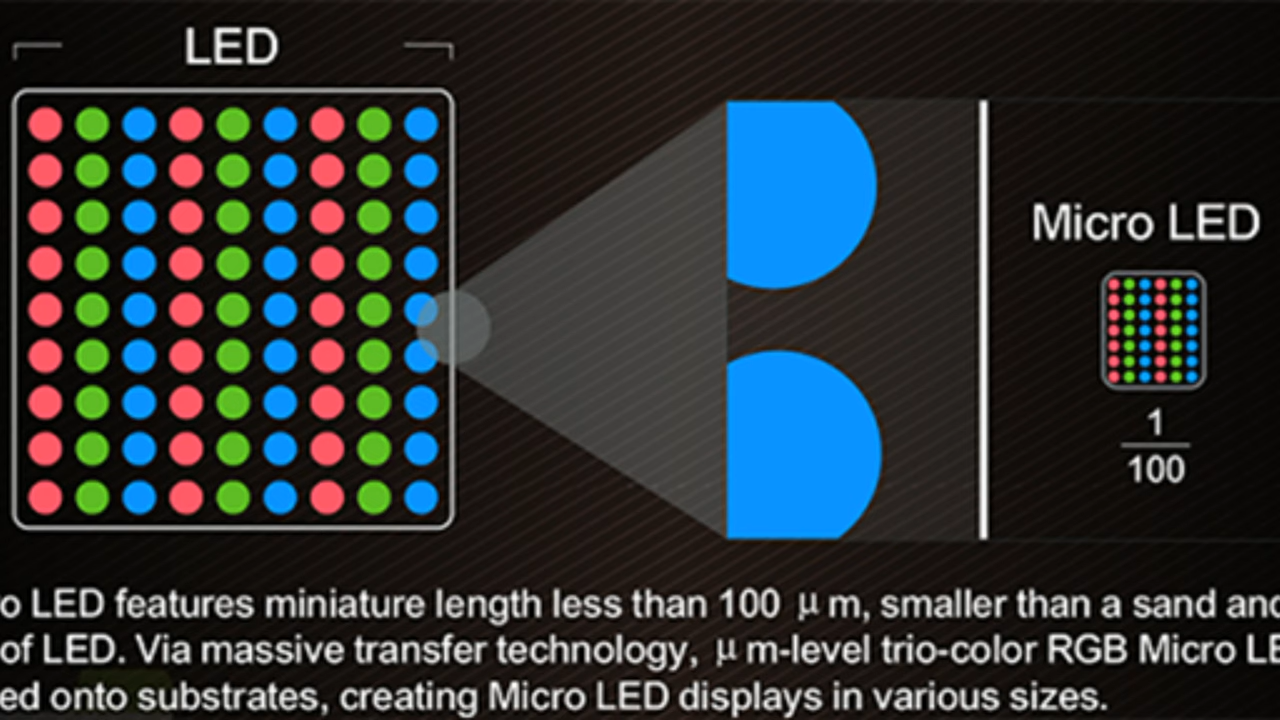 LED
Micro LED
1
100
o LED features miniature length less than 100 μm, smaller than a sand and
of LED. Via massive transfer technology, μm-level trio-color RGB Micro LE
ed onto substrates, creating Micro LED displays in various sizes.